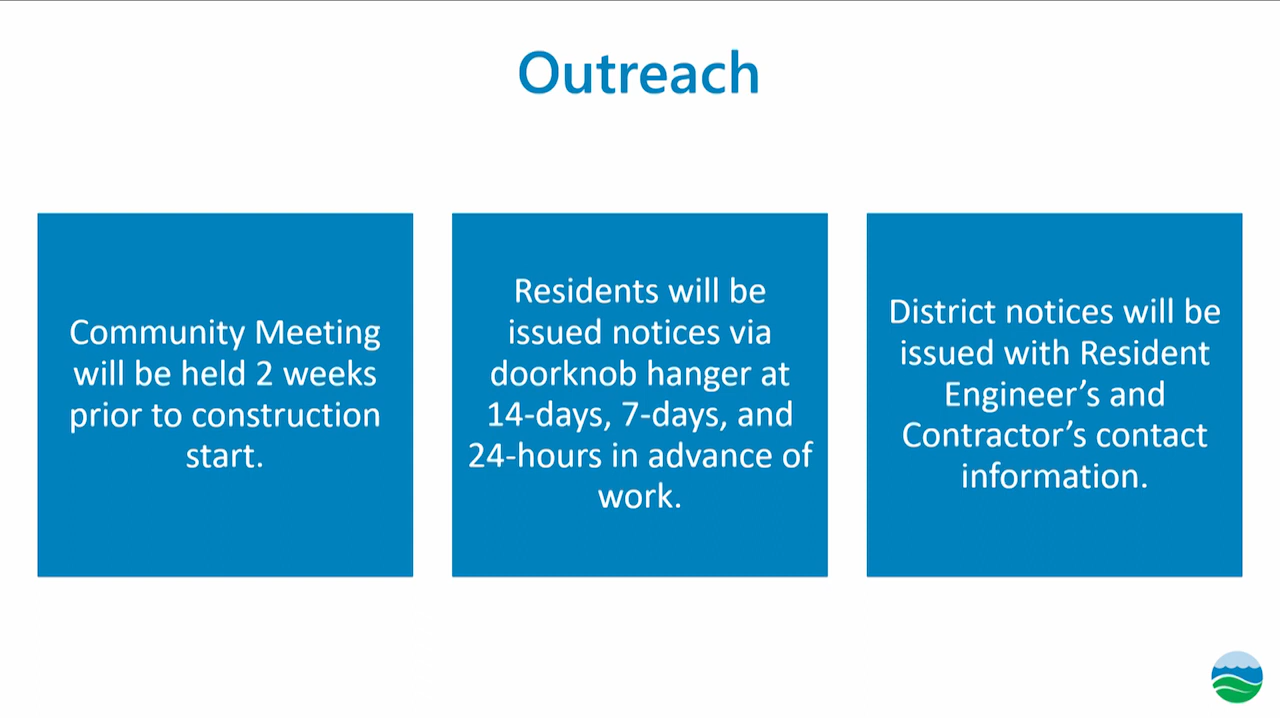 Outreach
Community Meeting
will be held 2 weeks
prior to construction
start.
Residents will be
issued notices via
doorknob hanger at
14-days, 7-days, and
24-hours in advance of
work.
District notices will be
issued with Resident
Engineer’s and
Contractor’s contact
information.